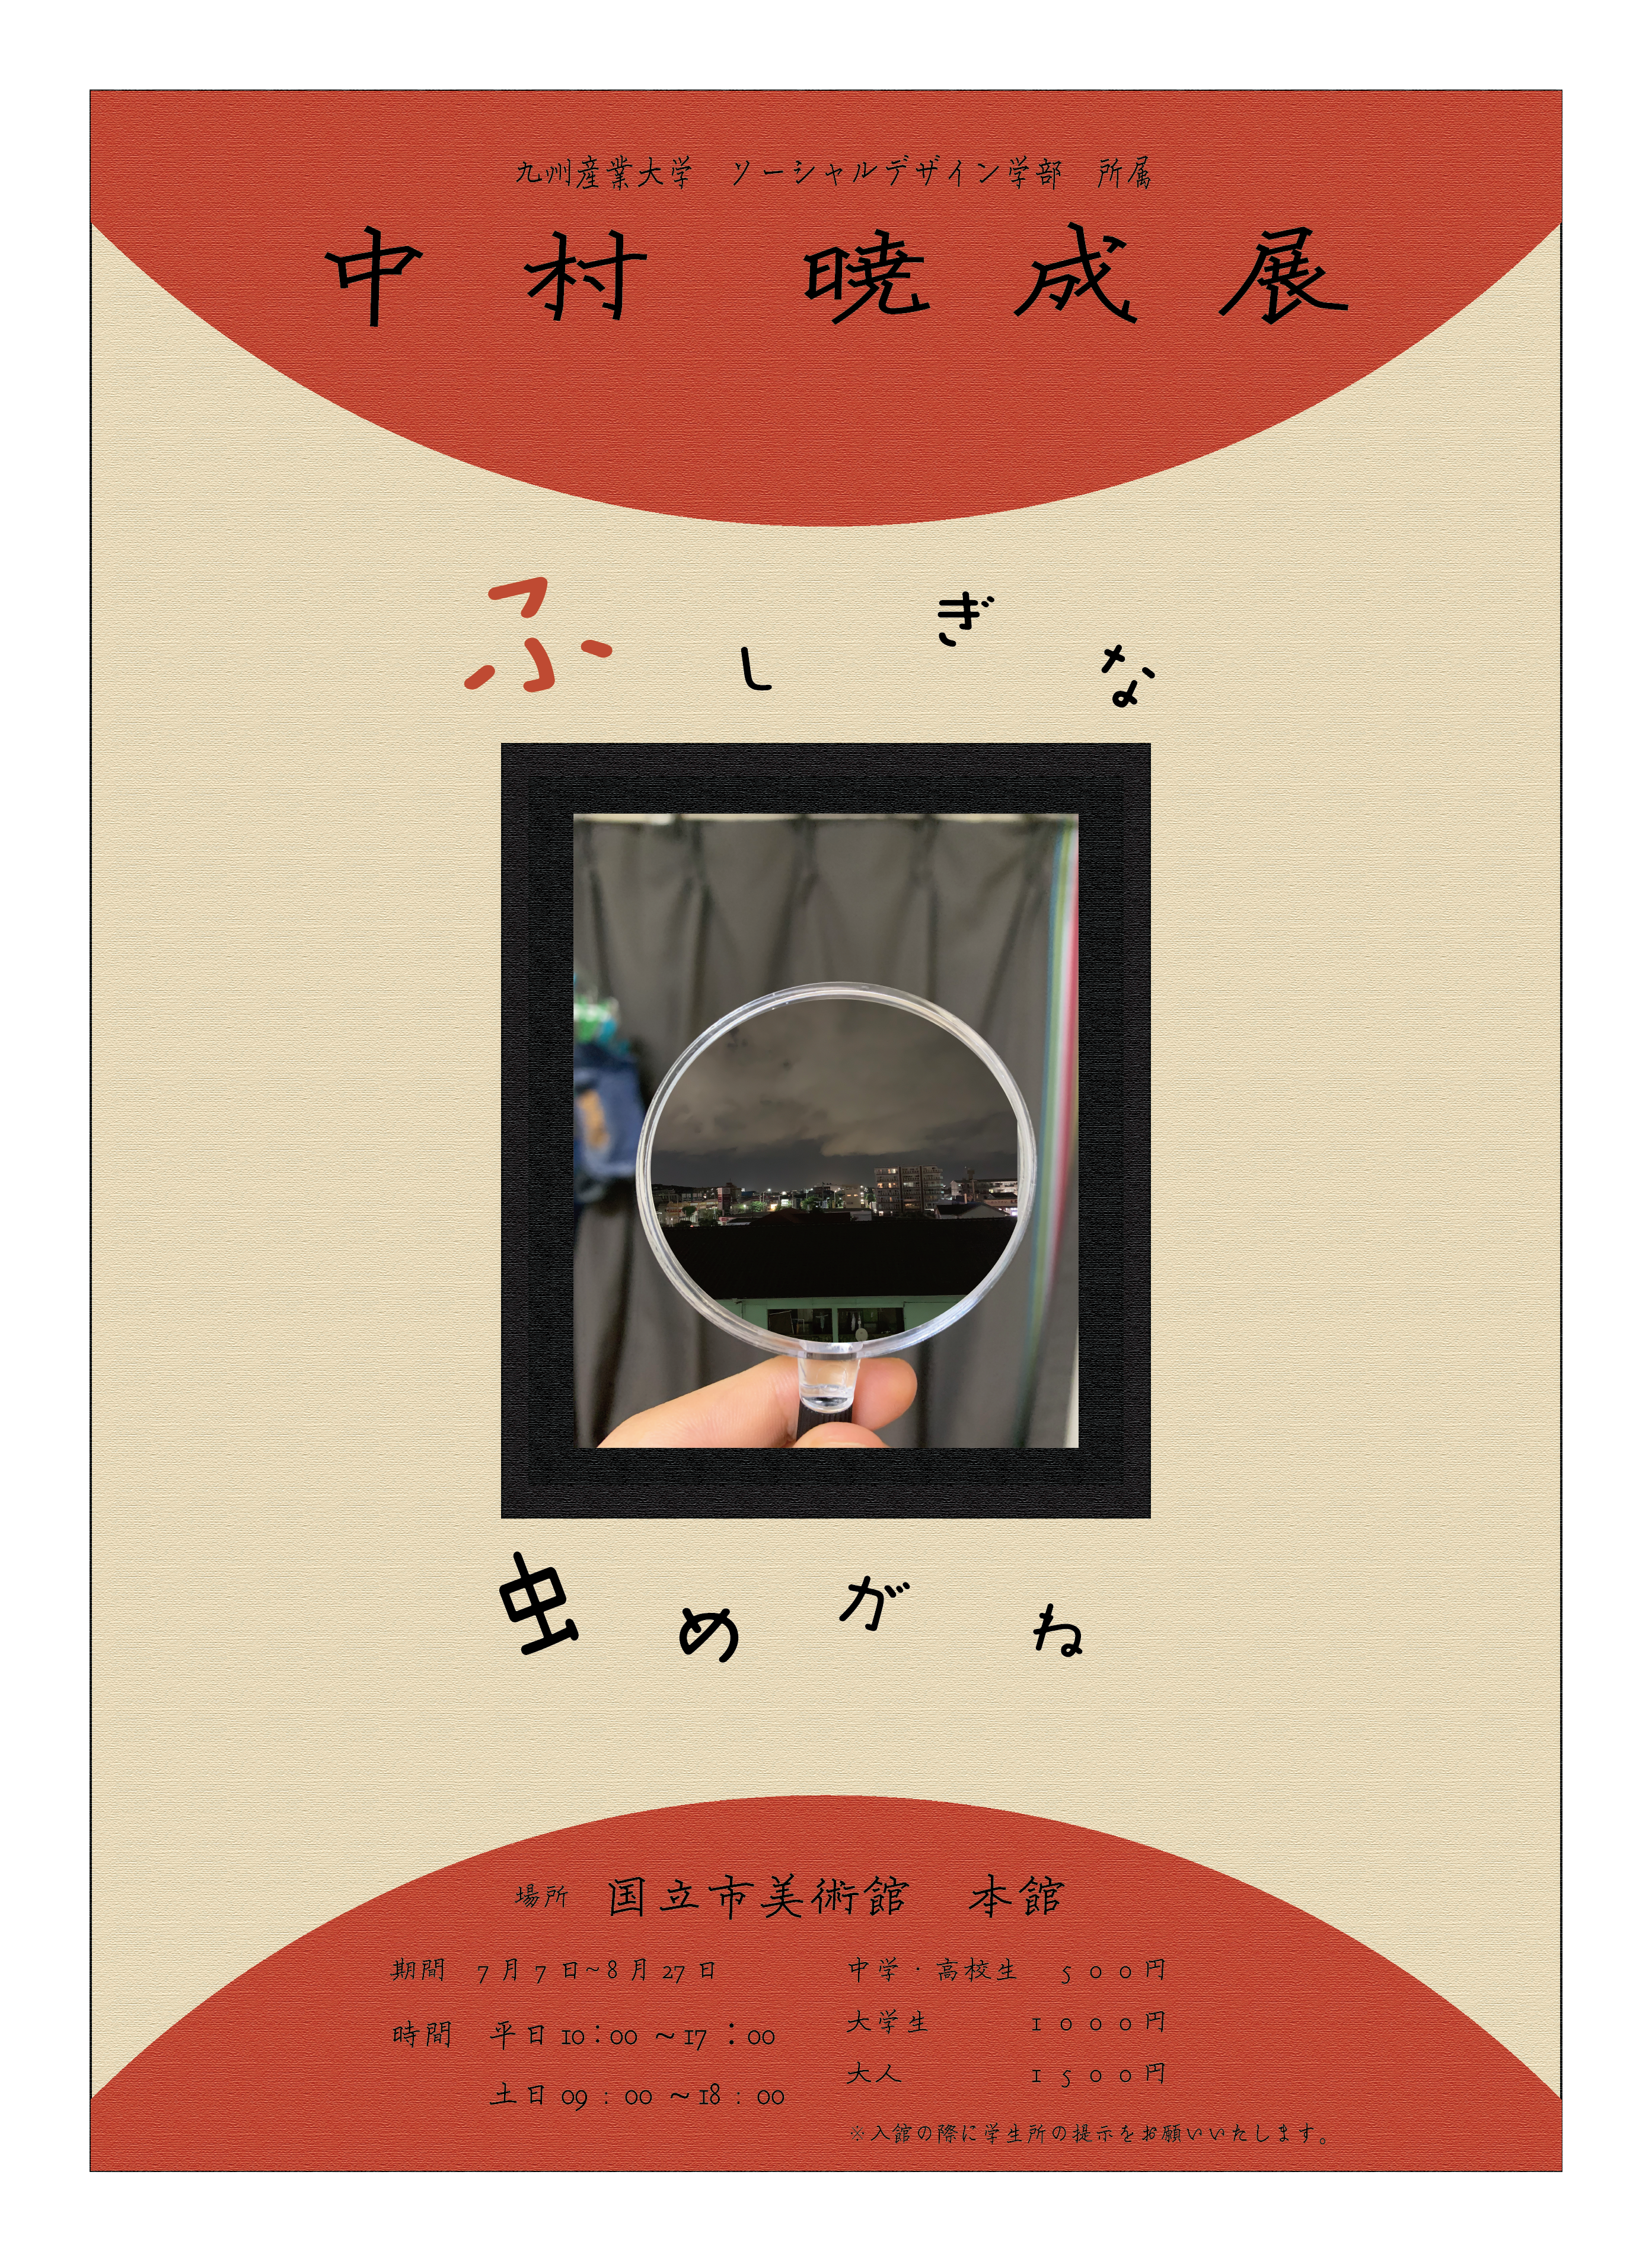 九州産業大学　ソーシャルデザイン学部　所属
中村 暁成展
ふしぎな
虫めがね
場所　国立市美術館　本館
期間　7月7日~8月27日
時間　平日 10：00 〜17：00
土日 09：00 〜18：00
中学・高校生　500円
大学生　1000円
大人　1500円
※入館の際に学生所の提示をお願いいたします。